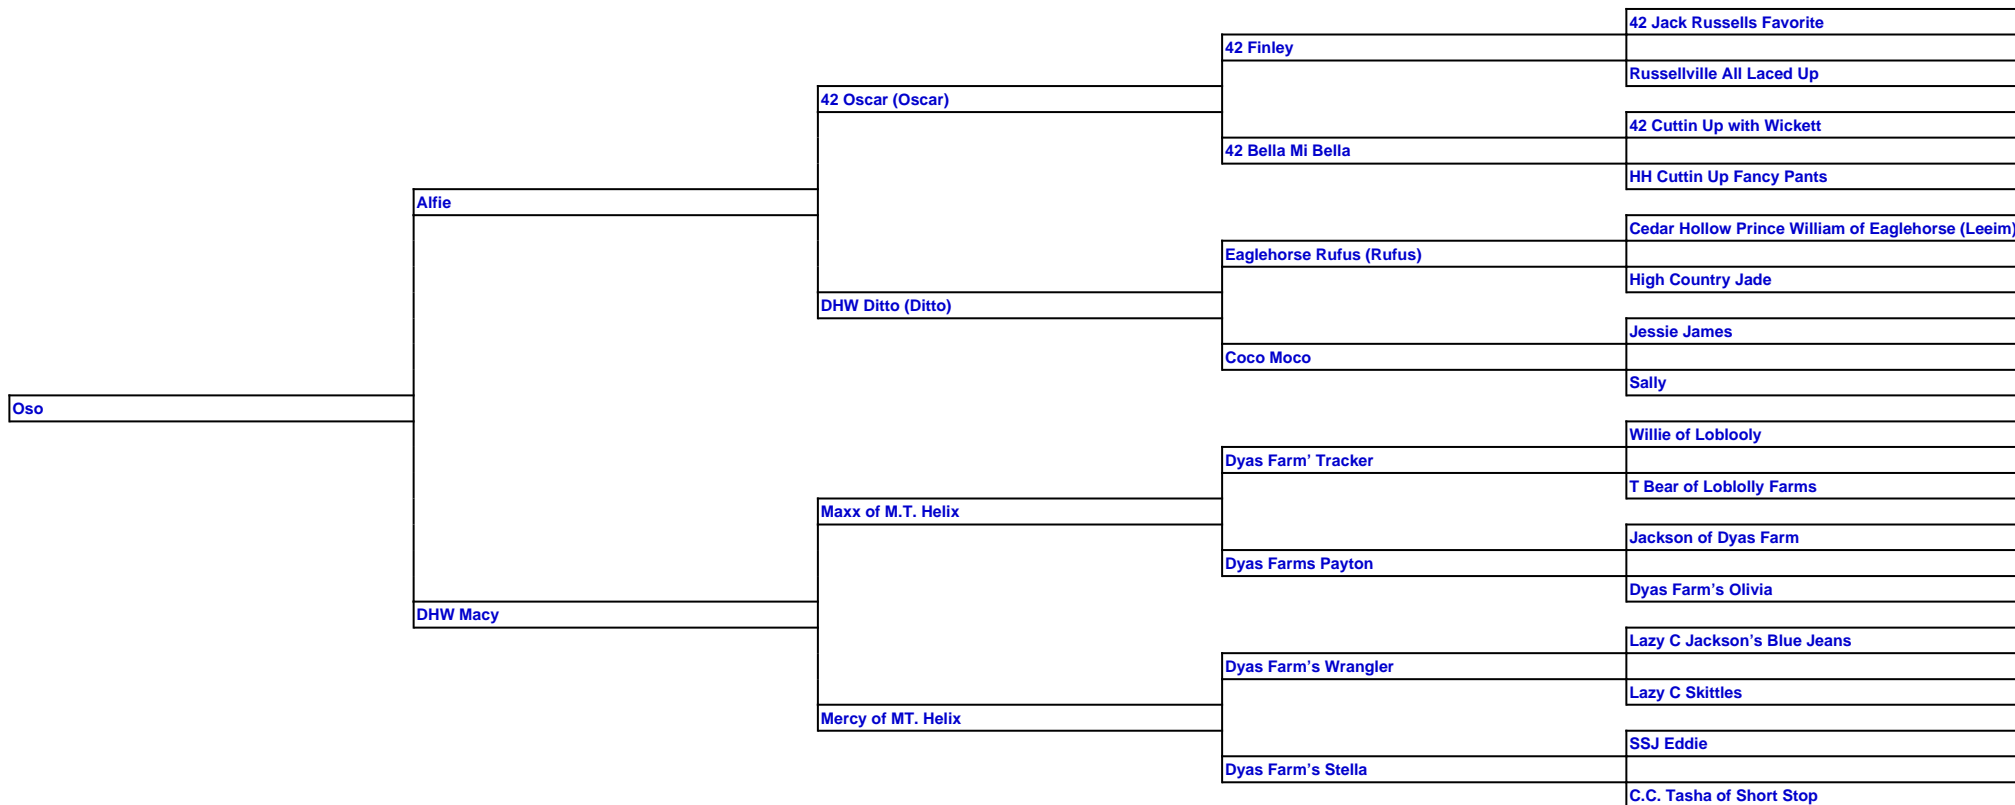 42 Jack Russells Favorite
42 Finley
Russellville All Laced Up
42 Oscar (Oscar)
42 Cuttin Up with Wickett
42 Bella Mi Bella
HH Cuttin Up Fancy Pants
Alfie
Cedar Hollow Prince William of Eaglehorse (Leeim)
Eaglehorse Rufus (Rufus)
High Country Jade
DHW Ditto (Ditto)
Jessie James
Coco Moco
Sally
Oso
Willie of Loblooly
Dyas Farm’ Tracker
T Bear of Loblolly Farms
Maxx of M.T. Helix
Jackson of Dyas Farm
Dyas Farms Payton
Dyas Farm’s Olivia
DHW Macy
Lazy C Jackson’s Blue Jeans
Dyas Farm’s Wrangler
Lazy C Skittles
Mercy of MT. Helix
SSJ Eddie
Dyas Farm’s Stella
C.C. Tasha of Short Stop